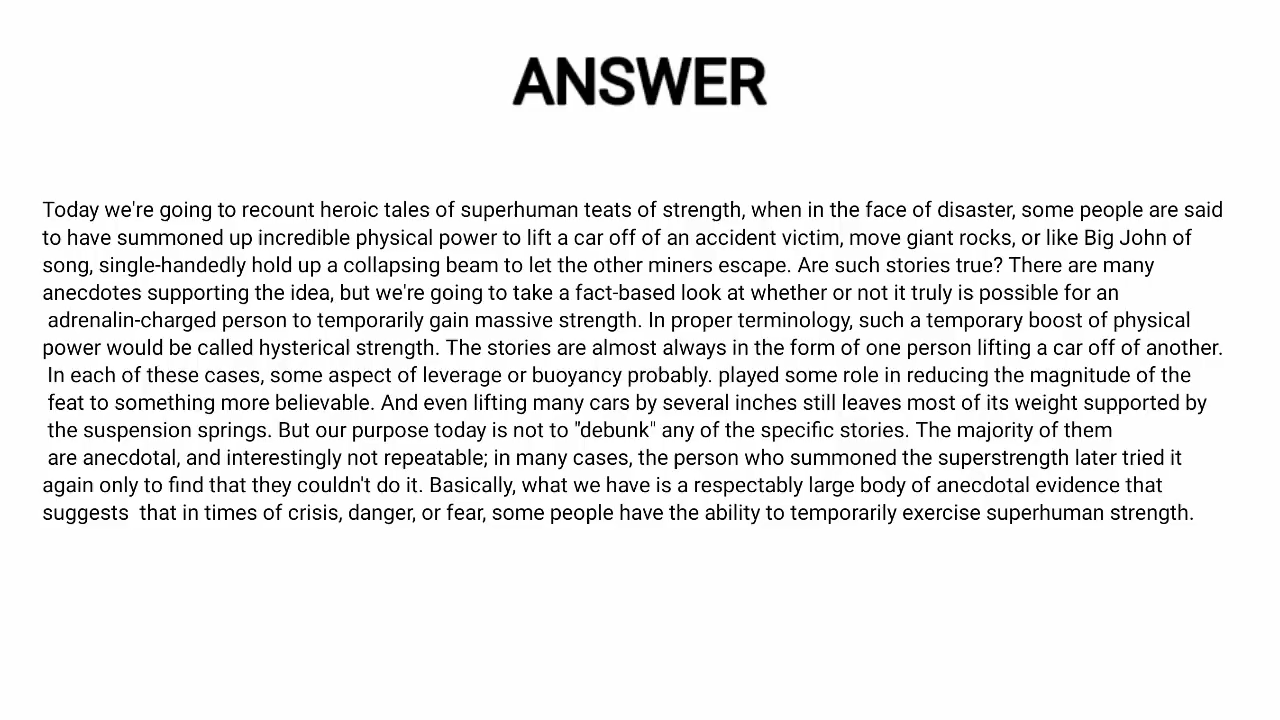 ANSWER
Today we're going to recount heroic tales of superhuman teats of strength, when in the face of disaster, some people are said
to have summoned up incredible physical power to lift a car off of an accident victim, move giant rocks, or like Big John of
song, single-handedly hold up a collapsing beam to let the other miners escape. Are such stories true? There are many
anecdotes supporting the idea, but we're going to take a fact-based look at whether or not it truly is possible for an
adrenalin-charged person to temporarily gain massive strength. In proper terminology, such a temporary boost of physical
power would be called hysterical strength. The stories are almost always in the form of one person lifting a car off of another.
In each of these cases, some aspect of leverage or buoyancy probably. played some role in reducing the magnitude of the
feat to something more believable. And even lifting many cars by several inches still leaves most of its weight supported by
the suspension springs. But our purpose today is not to "debunk" any of the specific stories. The majority of them
are anecdotal, and interestingly not repeatable; in many cases, the person who summoned the superstrength later tried it
again only to find that they couldn't do it. Basically, what we have is a respectably large body of anecdotal evidence that
suggests  that in times of crisis, danger, or fear, some people have the ability to temporarily exercise superhuman strength.